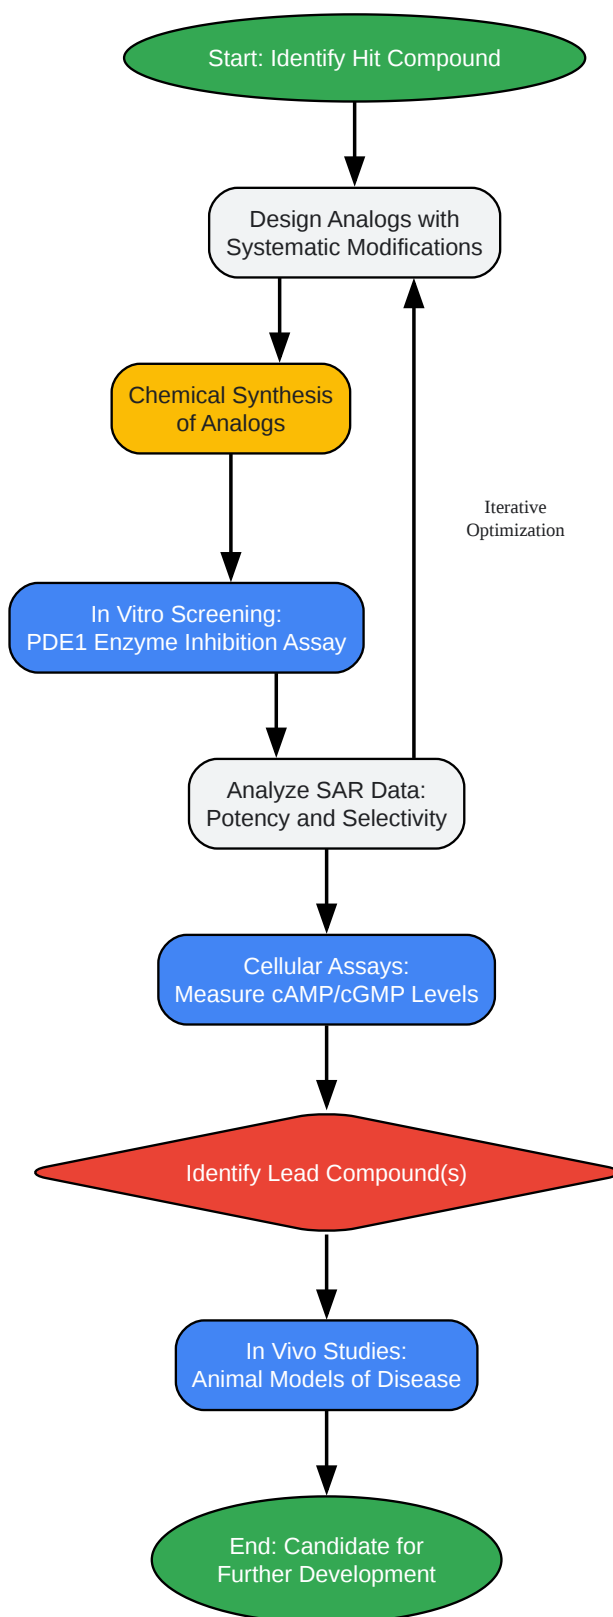 Start: Identify Hit Compound
Design Analogs with
Systematic Modifications
Chemical Synthesis
of Analogs
Iterative
Optimization
In Vitro Screening:
PDE1 Enzyme Inhibition Assay
Analyze SAR Data:
Potency and Selectivity
Cellular Assays:
Measure cAMP/cGMP Levels
Identify Lead Compound(s)
In Vivo Studies:
Animal Models of Disease
End: Candidate for
Further Development